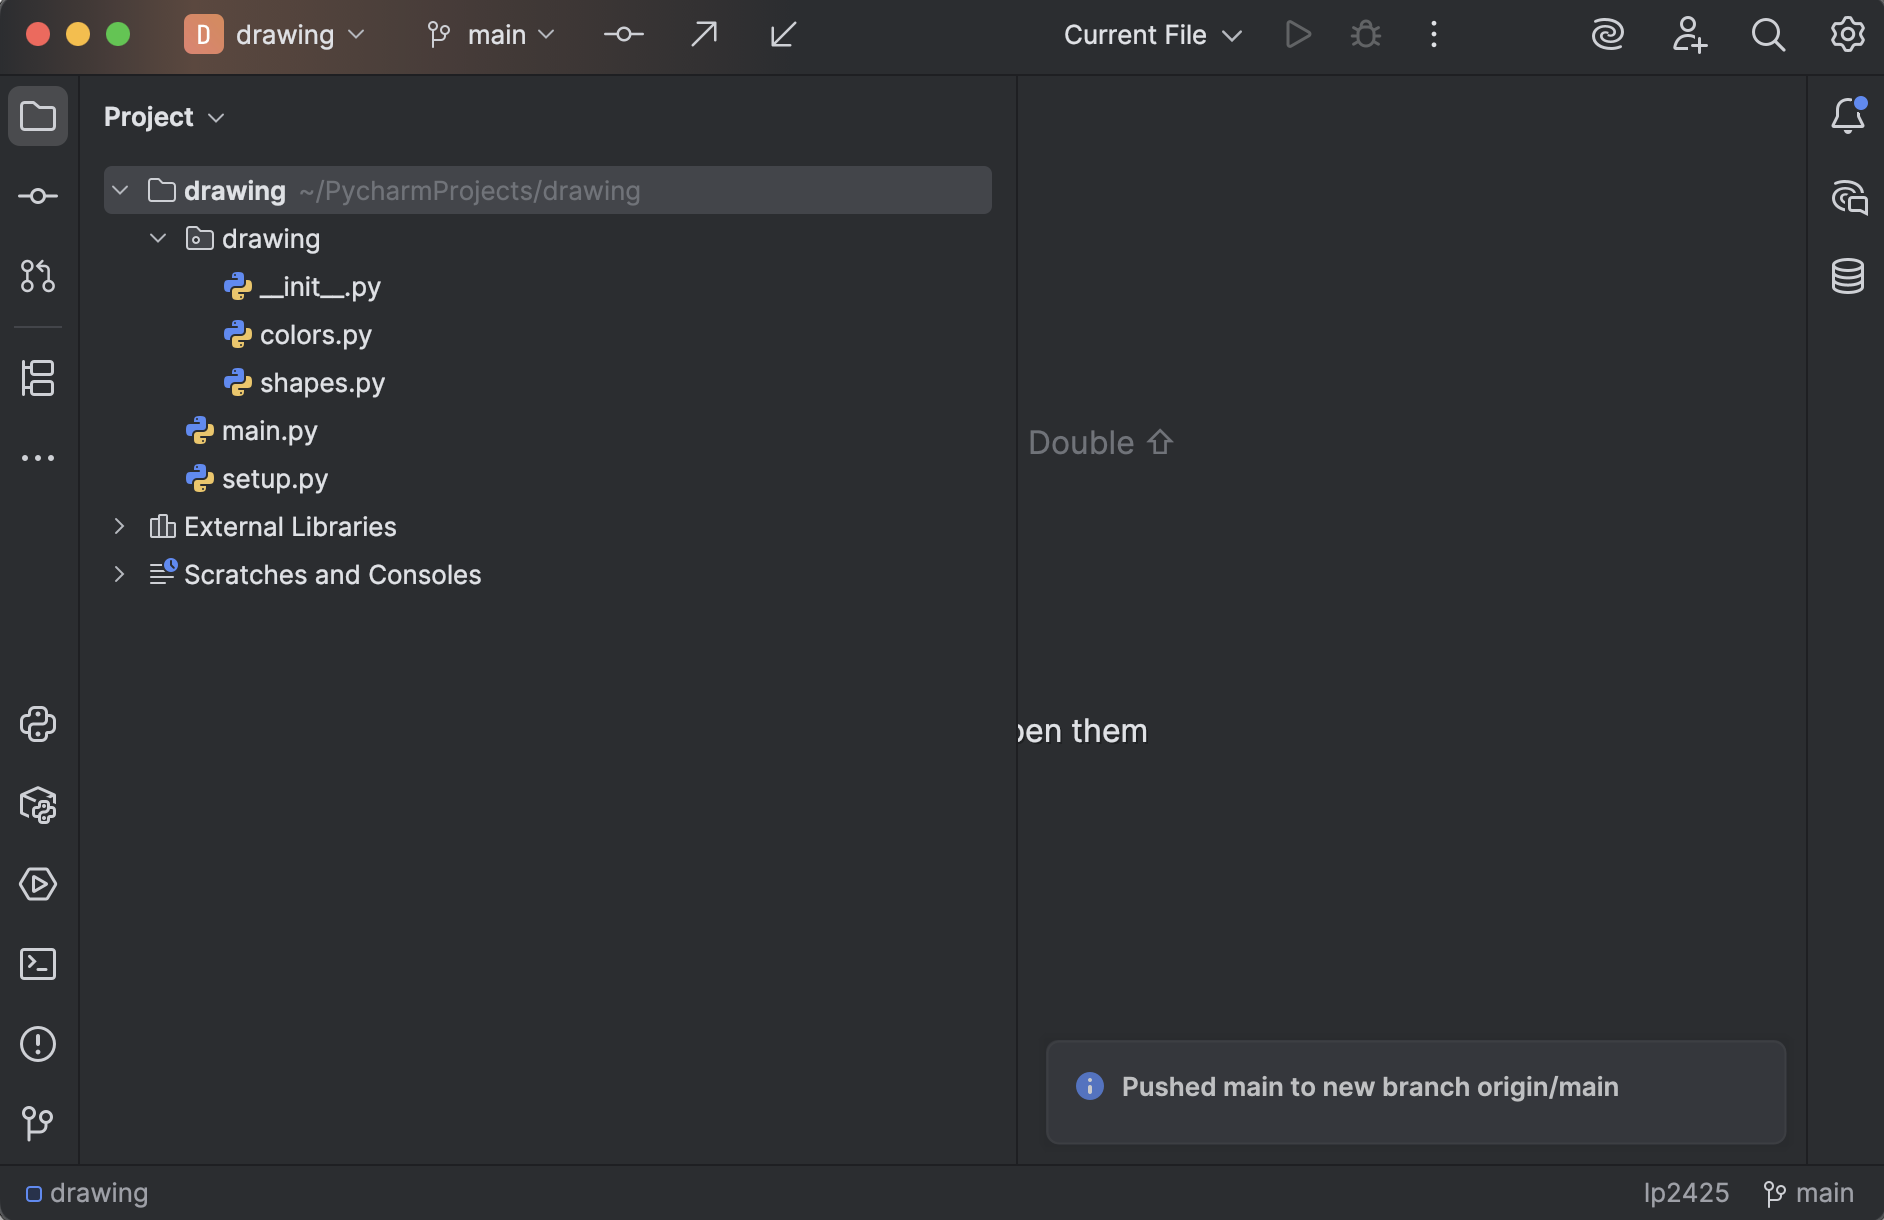 D drawing main Current File
Project
drawing ~/PycharmProjects/drawing
drawing
__init__.py
colors.py
shapes.py
main.py
setup.py
External Libraries
Scratches and Consoles
Double
pen them
Pushed main to new branch origin/main
drawing lp2425 main